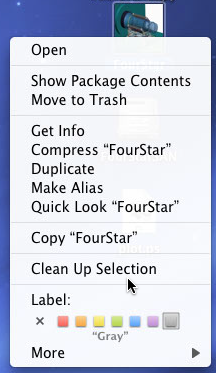 Open
Show Package Contents
Move to Trash
Get Info
Compress “FourStar”
Duplicate
Make Alias
Quick Look “FourStar”
Copy “FourStar”
Clean Up Selection
Label:
“Gray”
More